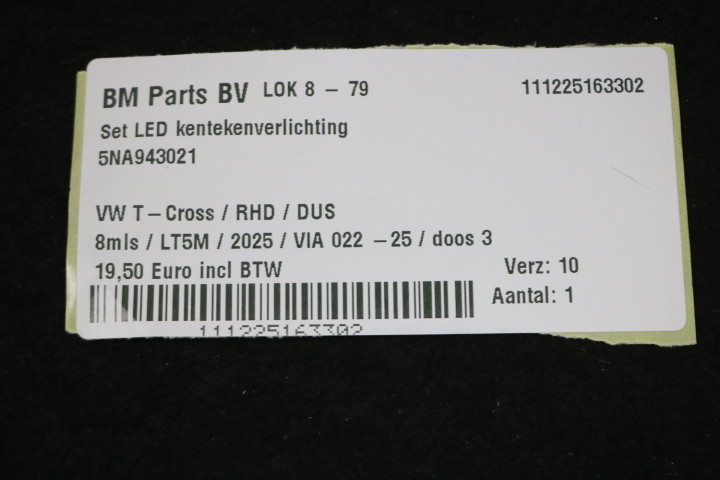 BM Parts BV LOK 8 - 79 111225163302
Set LED kentekenverlichting
5NA943021
VW T-Cross / RHD / DUS
8mls / LT5M / 2025 / VIA 022 -25 / doos 3
19,50 Euro incl BTW Verz: 10
Aantal: 1
111225163302